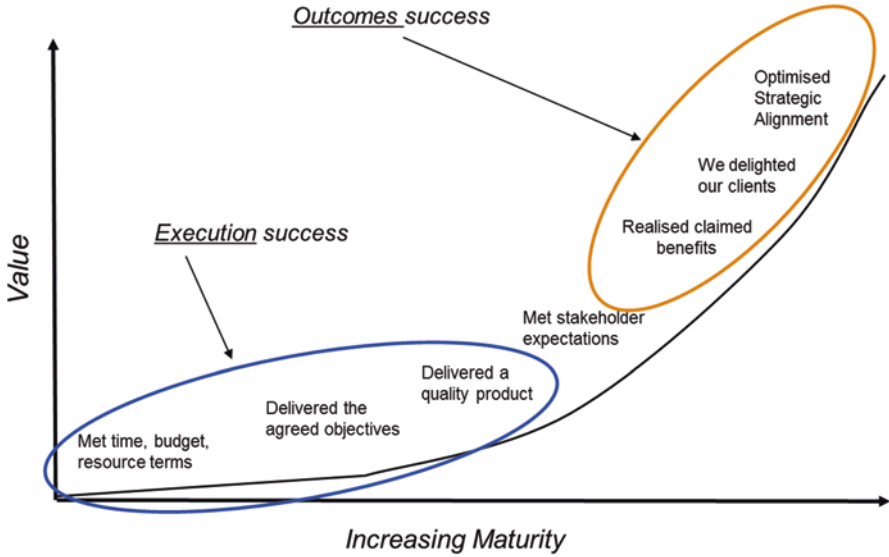 Outcomes success
Optimised
Strategic
Alignment
We delighted
our clients
Realised claimed
benefits
Execution success
Value
Met stakeholder
expectations
Delivered a
quality product
Delivered the
agreed objectives
Met time, budget,
resource terms
Increasing Maturity